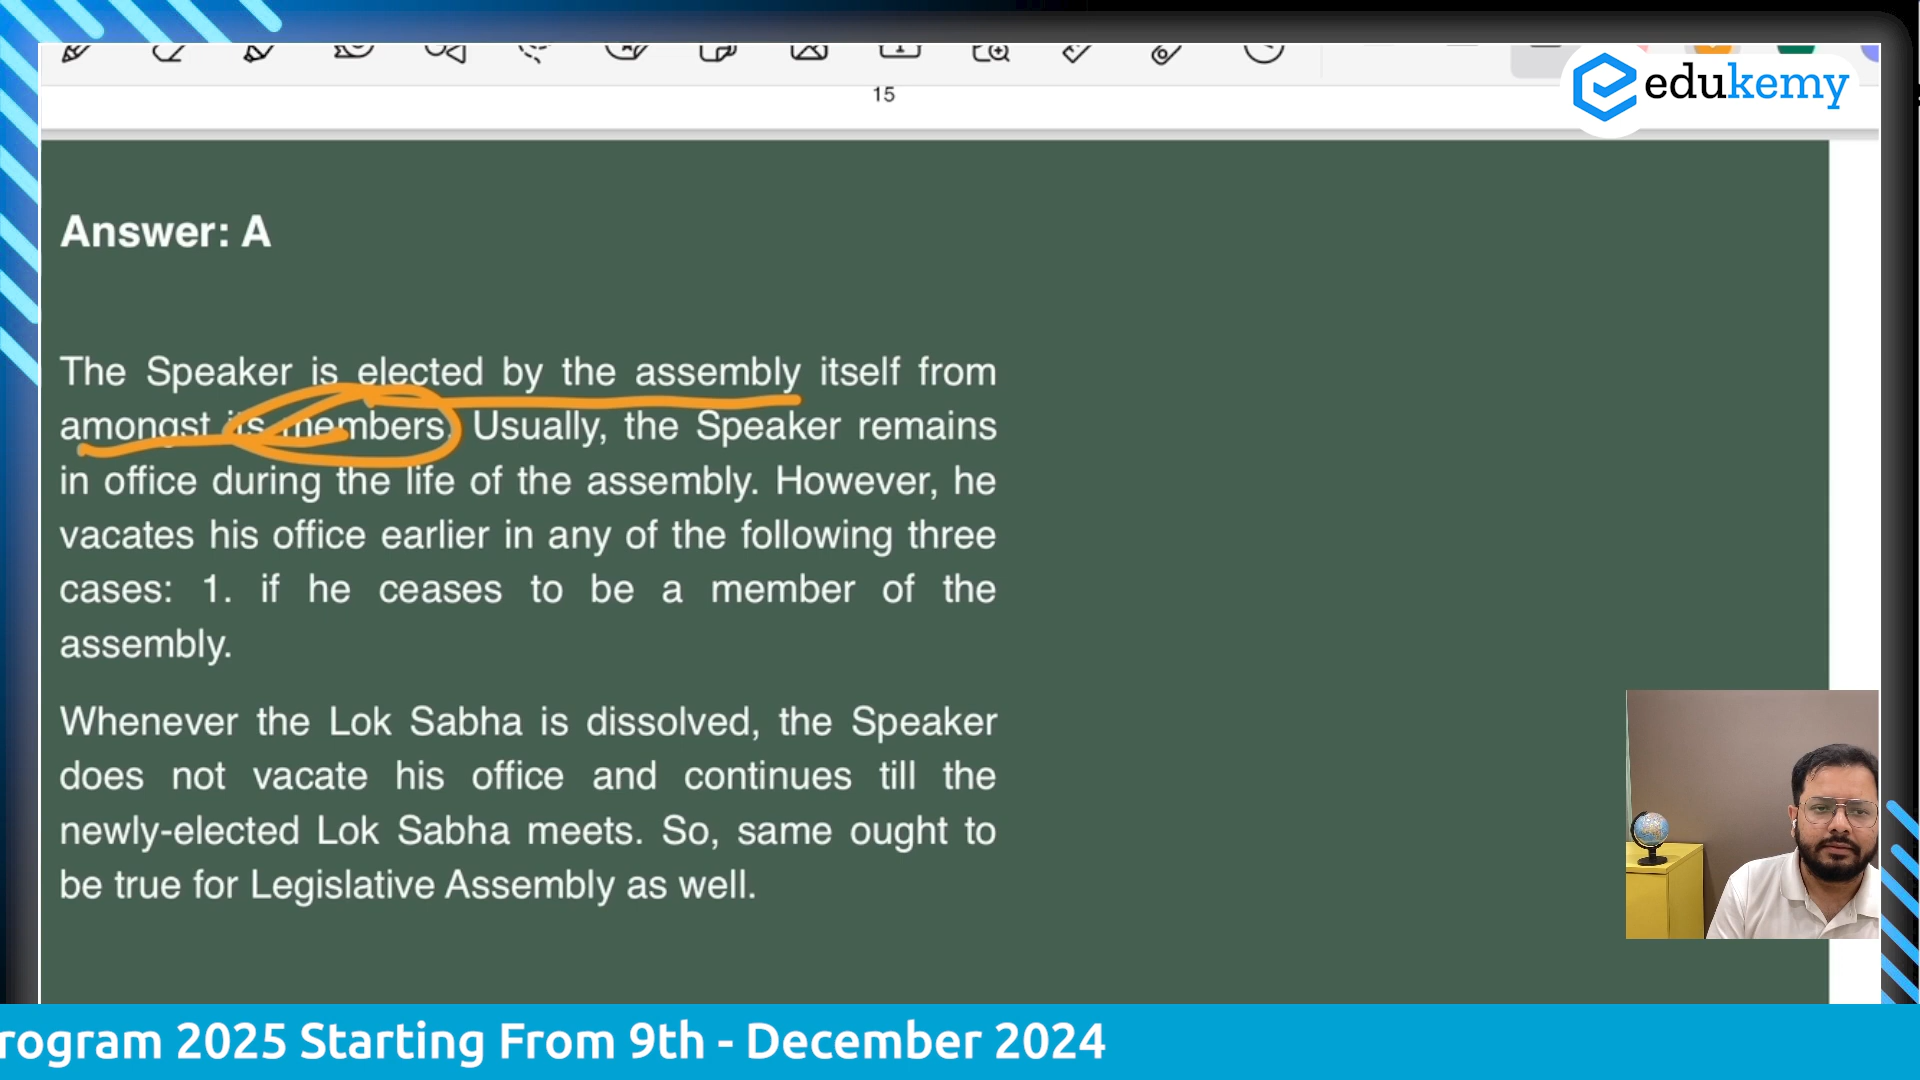 15
edukemy
Answer: A
The Speaker is elected by the assembly itself from
amongst its members. Usually, the Speaker remains
in office during the life of the assembly. However, he
vacates his office earlier in any of the following three
cases: 1. if he ceases to be a member of the
assembly.
Whenever the Lok Sabha is dissolved, the Speaker
does not vacate his office and continues till the
newly-elected Lok Sabha meets. So, same ought to
be true for Legislative Assembly as well.
rogram 2025 Starting From 9th - December 2024